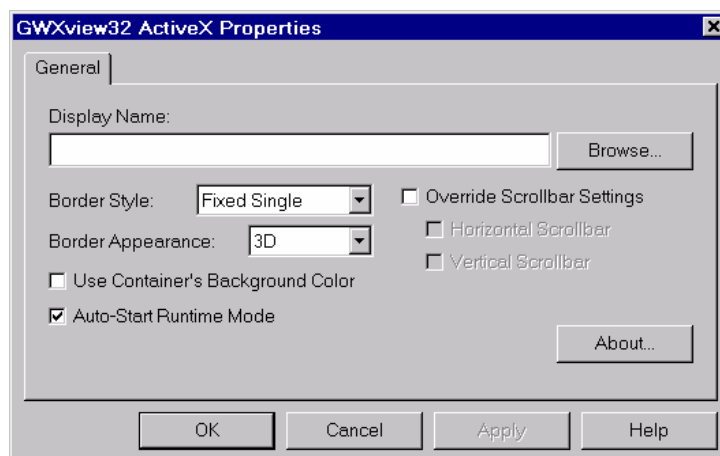 GWXview32 ActiveX Properties
General
Display Name:
Browse...
Border Style: Fixed Single
Override Scrollbar Settings
Border Appearance: 3D
Horizontal Scrollbar
Vertical Scrollbar
Use Container's Background Color
Auto-Start Runtime Mode
About...
OK Cancel Apply Help